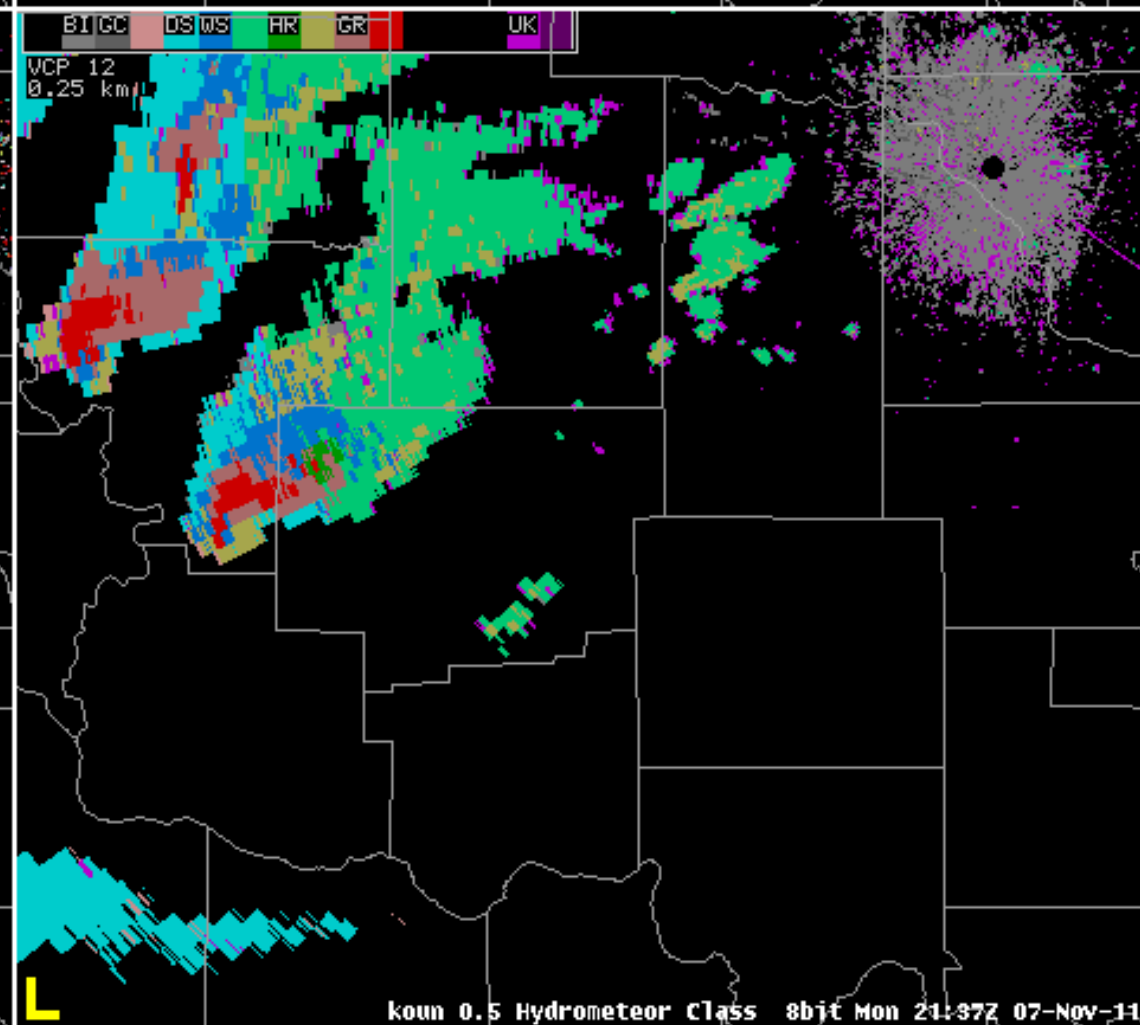 BI GC DS WS HR GR UK
VCP 12
0.25 km
L
koun 0.5 Hydrometeor Class 8bit Mon 21:37Z 07-Nov-11